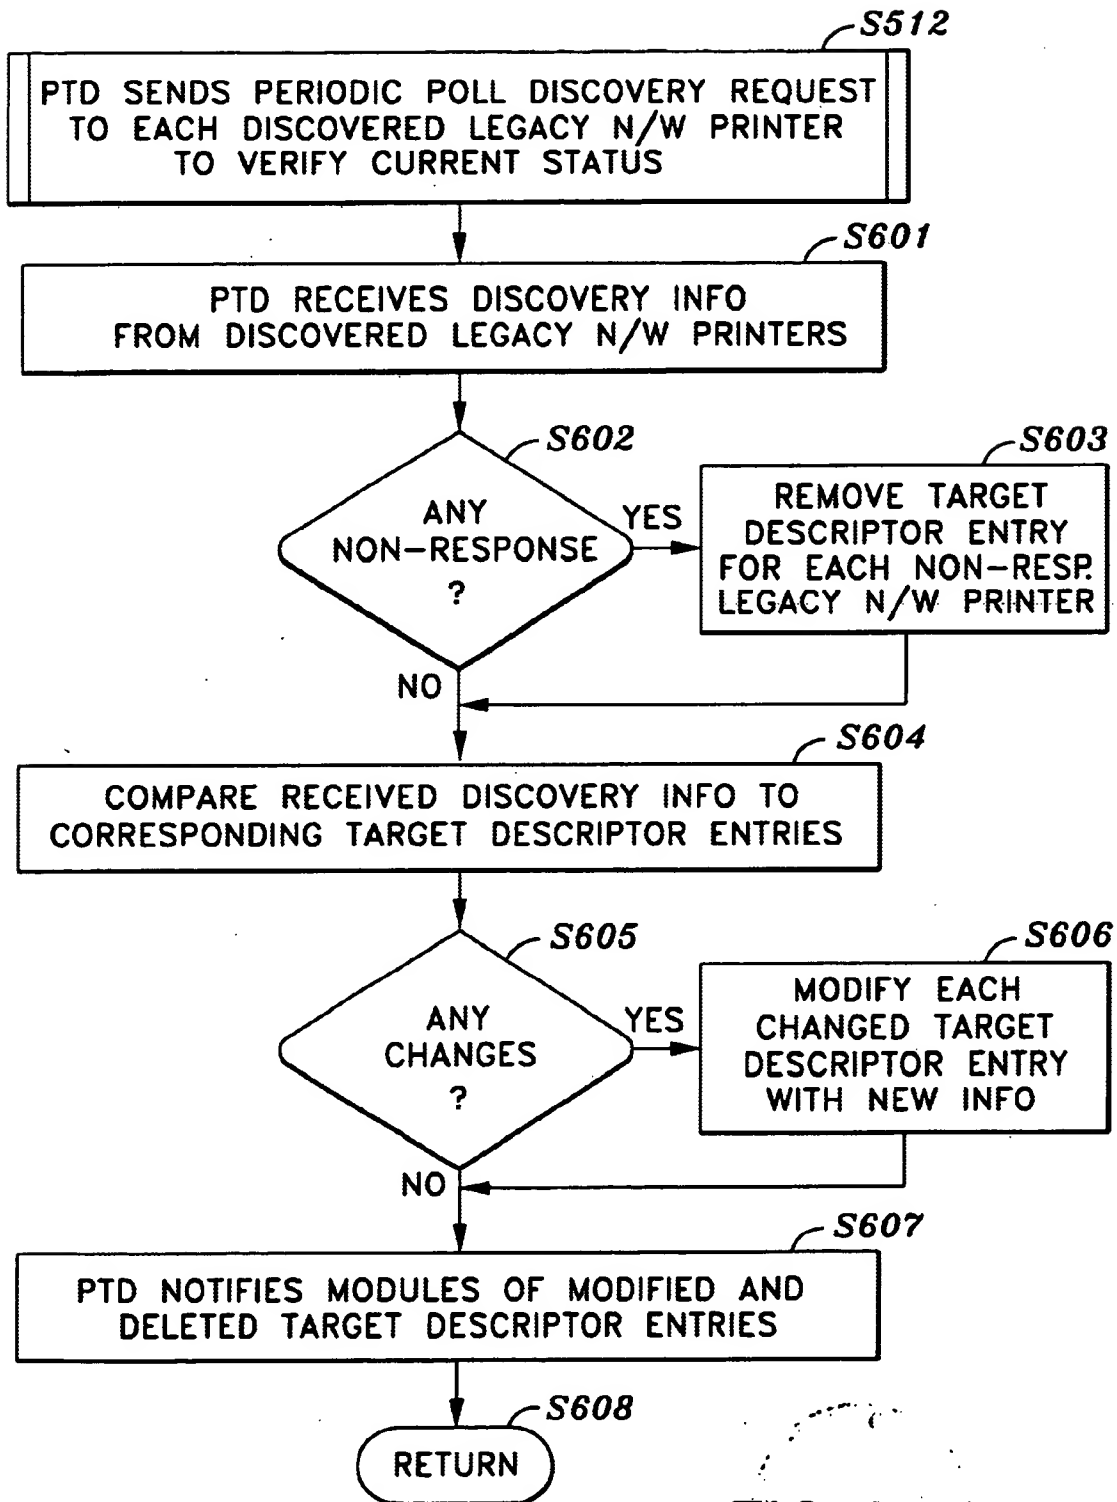 S512
PTD SENDS PERIODIC POLL DISCOVERY REQUEST
TO EACH DISCOVERED LEGACY N/W PRINTER
TO VERIFY CURRENT STATUS
S601
PTD RECEIVES DISCOVERY INFO
FROM DISCOVERED LEGACY N/W PRINTERS
S602
ANY
NON-RESPONSE
?
YES
S603
REMOVE TARGET
DESCRIPTOR ENTRY
FOR EACH NON-RESP.
LEGACY N/W PRINTER
NO
S604
COMPARE RECEIVED DISCOVERY INFO TO
CORRESPONDING TARGET DESCRIPTOR ENTRIES
S605
ANY
CHANGES
?
YES
S606
MODIFY EACH
CHANGED TARGET
DESCRIPTOR ENTRY
WITH NEW INFO
NO
S607
PTD NOTIFIES MODULES OF MODIFIED AND
DELETED TARGET DESCRIPTOR ENTRIES
S608
RETURN